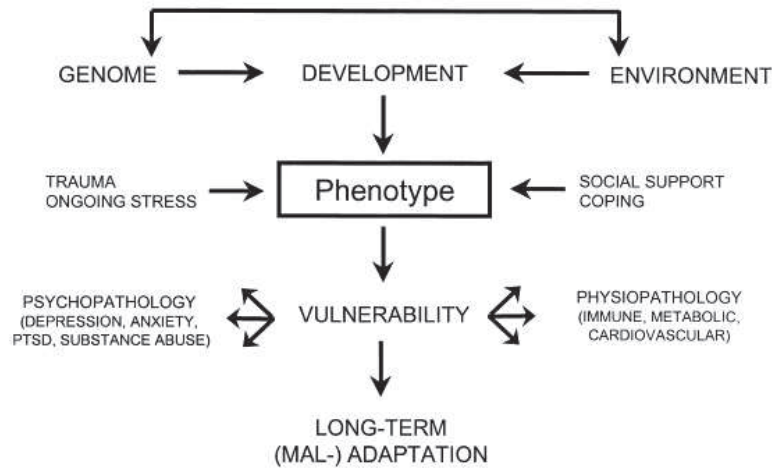 GENOME
DEVELOPMENT
ENVIRONMENT
TRAUMA
ONGOING STRESS
Phenotype
SOCIAL SUPPORT
COPING
PSYCHOPATHOLOGY
(DEPRESSION, ANXIETY,
PTSD, SUBSTANCE ABUSE)
VULNERABILITY
PHYSIOPATHOLOGY
(IMMUNE, METABOLIC,
CARDIOVASCULAR)
LONG-TERM
(MAL-) ADAPTATION